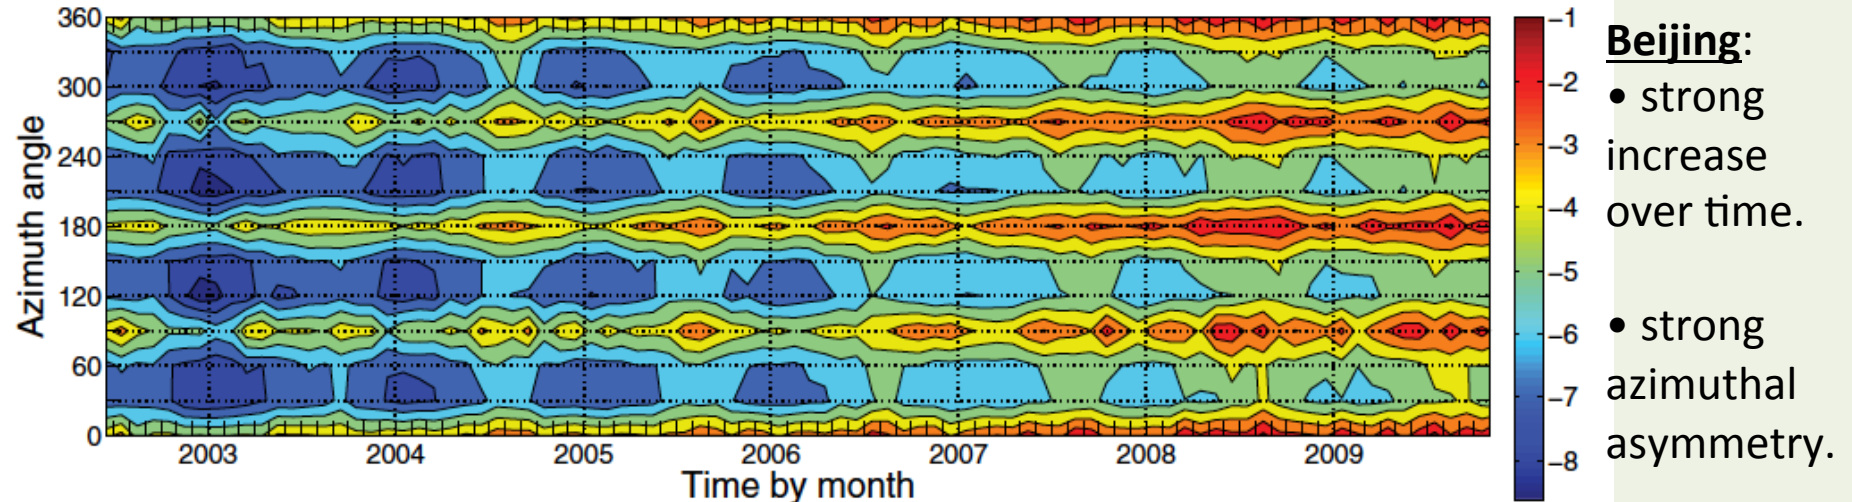 360
300
240
180
120
60
0
Azimuth angle
2003 2004 2005 2006 2007 2008 2009
Time by month
−1
−2
−3
−4
−5
−6
−7
−8
Beijing:
• strong
increase
over time.
• strong
azimuthal
asymmetry.